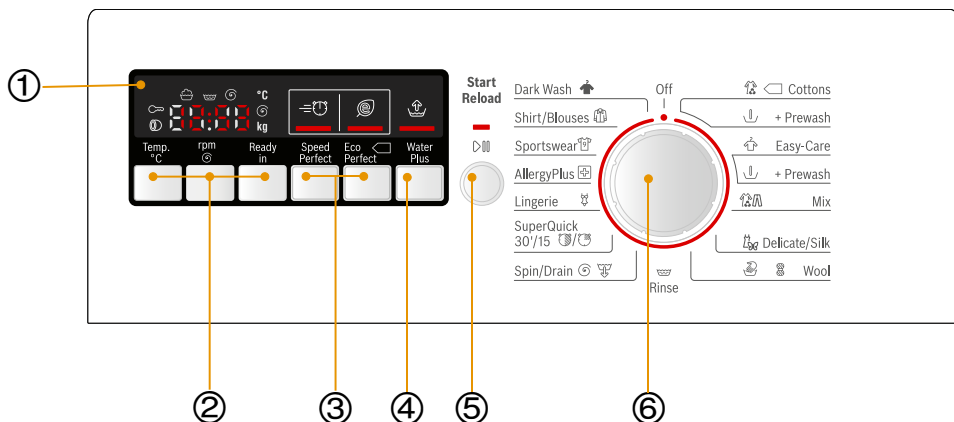 ①
°C
kg
Temp. °C
rpm
Ready in
Speed Perfect
Eco Perfect
Water Plus
Start
Reload
Dark Wash
Shirt/Blouses
Sportswear
AllergyPlus
Lingerie
SuperQuick
30'/15
Spin/Drain
Off
Rinse
Cottons
+ Prewash
Easy-Care
+ Prewash
Mix
Delicate/Silk
Wool
②
③
④
⑤
⑥